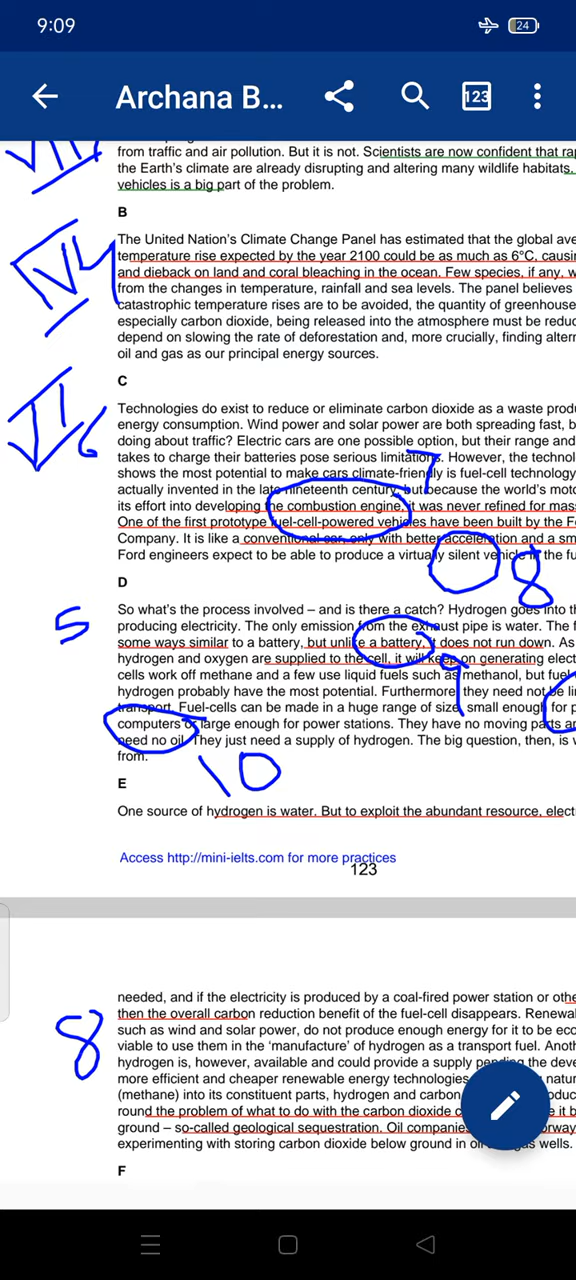 9:09
24
Archana B...
123
from traffic and air pollution. But it is not. Scientists are now confident that
the Earth's climate are already disrupting and altering many wildlife habitats.
vehicles is a big part of the problem.
VII
B
IV 4
The United Nation's Climate Change Panel has estimated that the global
temperature rise expected by the year 2100 could be as much as 6°C,
and dieback on land and coral bleaching in the ocean. Few species, if any,
from the changes in temperature, rainfall and sea levels. The panel believes
catastrophic temperature rises are to be avoided, the quantity of greenhouse
especially carbon dioxide, being released into the atmosphere must be
depend on slowing the rate of deforestation and, more crucially, finding
oil and gas as our principal energy sources.
C
VI 6
Technologies do exist to reduce or eliminate carbon dioxide as a waste
energy consumption. Wind power and solar power are both spreading fast,
doing about traffic? Electric cars are one possible option, but their range and
takes to charge their batteries pose serious limitations. However, the
shows the most potential to make cars climate-friendly is fuel-cell technology
actually invented in the late nineteenth century, but because the world's
its effort into developing the combustion engine, it was never refined for
One of the first prototype fuel-cell-powered vehicles have been built by the
Company. It is like a conventional car, only with better acceleration and a
Ford engineers expect to be able to produce a virtually silent vehicle in the
7
8
D
5
So what's the process involved – and is there a catch? Hydrogen goes into
producing electricity. The only emission from the exhaust pipe is water. The
some ways similar to a battery, but unlike a battery, it does not run down. As
hydrogen and oxygen are supplied to the cell, it will keep on generating
cells work off methane and a few use liquid fuels such as methanol, but
hydrogen probably have the most potential. Furthermore, they need not be
transport. Fuel-cells can be made in a huge range of size, small enough for
computers or large enough for power stations. They have no moving parts
need no oil. They just need a supply of hydrogen. The big question, then, is
from.
9
10
E
One source of hydrogen is water. But to exploit the abundant resource,
Access http://mini-ielts.com for more practices
123
8
needed, and if the electricity is produced by a coal-fired power station or
then the overall carbon reduction benefit of the fuel-cell disappears.
such as wind and solar power, do not produce enough energy for it to be
viable to use them in the 'manufacture' of hydrogen as a transport fuel.
hydrogen is, however, available and could provide a supply pending the
more efficient and cheaper renewable energy technologies
(methane) into its constituent parts, hydrogen and carbon
round the problem of what to do with the carbon dioxide it
ground – so-called geological sequestration. Oil companies
experimenting with storing carbon dioxide below ground in wells.
F